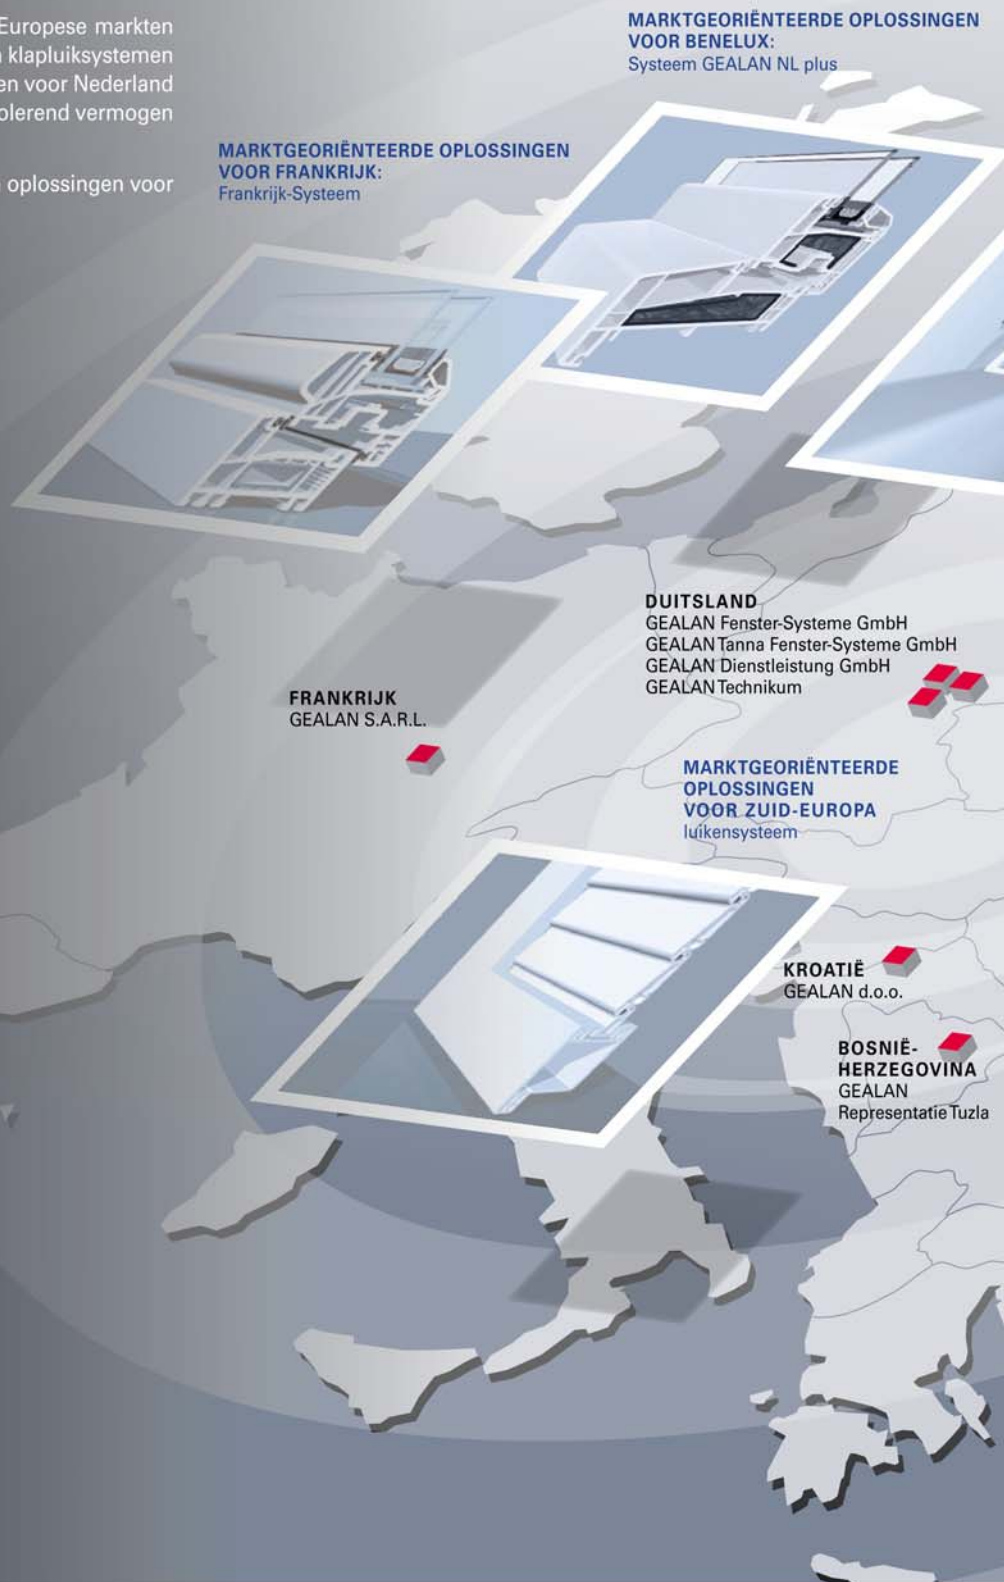 Europese markten
klapluiksystemen
en voor Nederland
olerend vermogen
oplossingen voor
MARKTGEORIËNTEERDE OPLOSSINGEN
VOOR BENELUX:
Systeem GEALAN NL plus
MARKTGEORIËNTEERDE OPLOSSINGEN
VOOR FRANKRIJK:
Frankrijk-Systeem
DUITSLAND
GEALAN Fenster-Systeme GmbH
GEALAN Tanna Fenster-Systeme GmbH
GEALAN Dienstleistung GmbH
GEALAN Technikum
FRANKRIJK
GEALAN S.A.R.L.
MARKTGEORIËNTEERDE
OPLOSSINGEN
VOOR ZUID-EUROPA
luikensysteem
KROATIË
GEALAN d.o.o.
BOSNIË-
HERZEGOVINA
GEALAN
Representatie Tuzla